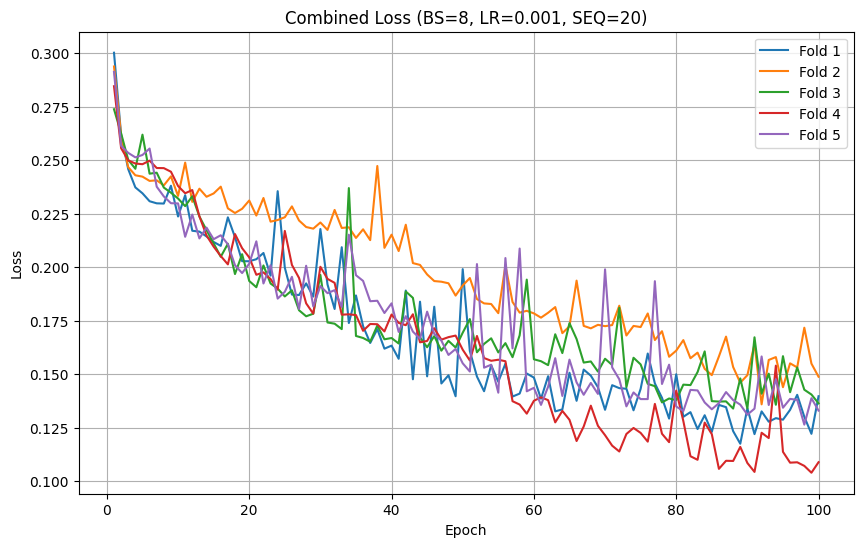 Combined Loss (BS=8, LR=0.001, SEQ=20)
Loss
0.300
0.275
0.250
0.225
0.200
0.175
0.150
0.125
0.100
Fold 1
Fold 2
Fold 3
Fold 4
Fold 5
0 20 40 60 80 100
Epoch